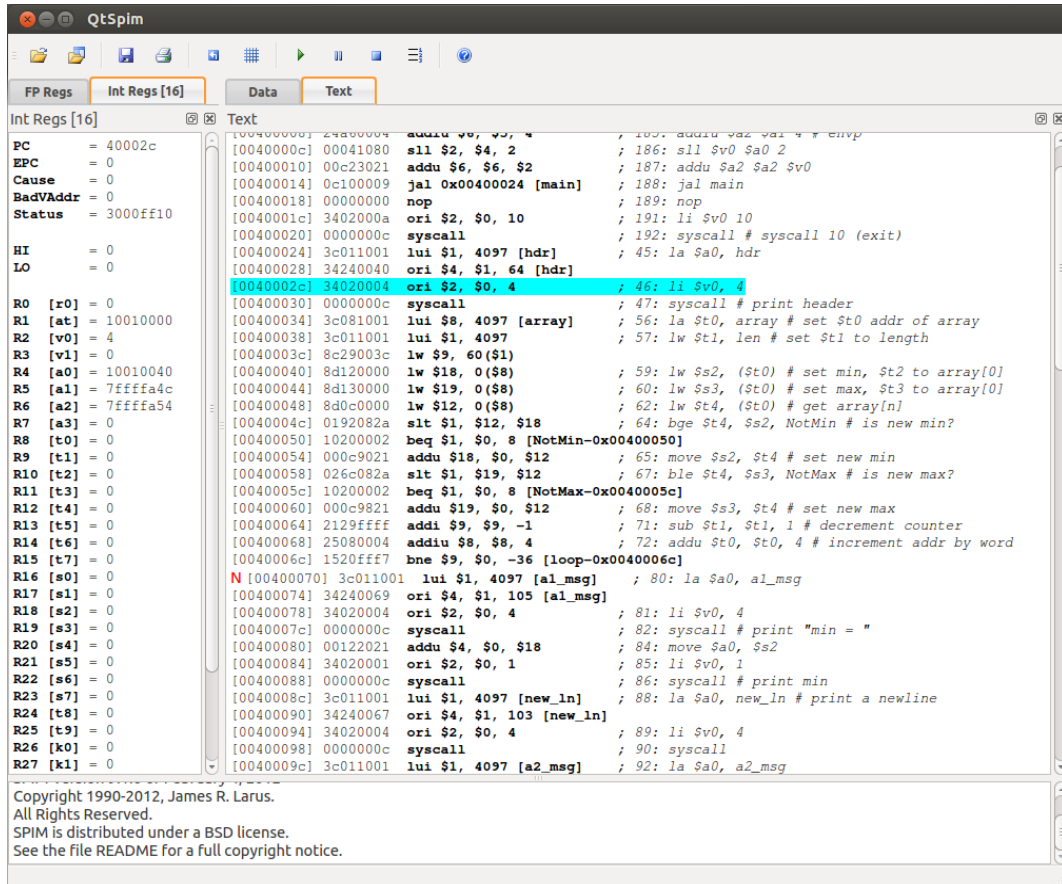 QtSpim
FP Regs
Int Regs [16]
Data
Text
Int Regs [16]
PC = 40002c
EPC = 0
Cause = 0
BadVAddr = 0
Status = 3000ff10
HI = 0
LO = 0
R0 [r0] = 0
R1 [at] = 10010000
R2 [v0] = 4
R3 [v1] = 0
R4 [a0] = 10010040
R5 [a1] = 7ffffa4c
R6 [a2] = 7ffffa54
R7 [a3] = 0
R8 [t0] = 0
R9 [t1] = 0
R10 [t2] = 0
R11 [t3] = 0
R12 [t4] = 0
R13 [t5] = 0
R14 [t6] = 0
R15 [t7] = 0
R16 [s0] = 0
R17 [s1] = 0
R18 [s2] = 0
R19 [s3] = 0
R20 [s4] = 0
R21 [s5] = 0
R22 [s6] = 0
R23 [s7] = 0
R24 [t8] = 0
R25 [t9] = 0
R26 [k0] = 0
R27 [k1] = 0
Text
[00400008] 24a60004 addiu $6, $5, 4 ; 185: addiu $a2 $a1 4 # envp
[0040000c] 00041080 sll $2, $4, 2 ; 186: sll $v0 $a0 2
[00400010] 00c23021 addu $6, $6, $2 ; 187: addu $a2 $a2 $v0
[00400014] 0c100009 jal 0x00400024 [main] ; 188: jal main
[00400018] 00000000 nop ; 189: nop
[0040001c] 3402000a ori $2, $0, 10 ; 191: li $v0 10
[00400020] 0000000c syscall ; 192: syscall # syscall 10 (exit)
[00400024] 3c011001 lui $1, 4097 [hdr] ; 45: la $a0, hdr
[00400028] 34240040 ori $4, $1, 64 [hdr]
[0040002c] 34020004 ori $2, $0, 4 ; 46: li $v0, 4
[00400030] 0000000c syscall ; 47: syscall # print header
[00400034] 3c081001 lui $8, 4097 [array] ; 56: la $t0, array # set $t0 addr of array
[00400038] 3c011001 lui $1, 4097 ; 57: lw $t1, len # set $t1 to length
[0040003c] 8c29003c lw $9, 60($1)
[00400040] 8d120000 lw $18, 0($8) ; 59: lw $s2, ($t0) # set min, $t2 to array[0]
[00400044] 8d130000 lw $19, 0($8) ; 60: lw $s3, ($t0) # set max, $t3 to array[0]
[00400048] 8d0c0000 lw $12, 0($8) ; 62: lw $t4, ($t0) # get array[n]
[0040004c] 0192082a slt $1, $12, $18 ; 64: bge $t4, $s2, NotMin # is new min?
[00400050] 10200002 beq $1, $0, 8 [NotMin-0x00400050]
[00400054] 000c9021 addu $18, $0, $12 ; 65: move $s2, $t4 # set new min
[00400058] 026c082a slt $1, $19, $12 ; 67: ble $t4, $s3, NotMax # is new max?
[0040005c] 10200002 beq $1, $0, 8 [NotMax-0x0040005c]
[00400060] 000c9821 addu $19, $0, $12 ; 68: move $s3, $t4 # set new max
[00400064] 2129ffff addi $9, $9, -1 ; 71: sub $t1, $t1, 1 # decrement counter
[00400068] 25080004 addiu $8, $8, 4 ; 72: addu $t0, $t0, 4 # increment addr by word
[0040006c] 1520fff7 bne $9, $0, -36 [loop-0x0040006c]
N [00400070] 3c011001 lui $1, 4097 [a1_msg] ; 80: la $a0, a1_msg
[00400074] 34240069 ori $4, $1, 105 [a1_msg]
[00400078] 34020004 ori $2, $0, 4 ; 81: li $v0, 4
[0040007c] 0000000c syscall ; 82: syscall # print "min = "
[00400080] 00122021 addu $4, $0, $18 ; 84: move $a0, $s2
[00400084] 34020001 ori $2, $0, 1 ; 85: li $v0, 1
[00400088] 0000000c syscall ; 86: syscall # print min
[0040008c] 3c011001 lui $1, 4097 [new_ln] ; 88: la $a0, new_ln # print a newline
[00400090] 34240067 ori $4, $1, 103 [new_ln]
[00400094] 34020004 ori $2, $0, 4 ; 89: li $v0, 4
[00400098] 0000000c syscall ; 90: syscall
[0040009c] 3c011001 lui $1, 4097 [a2_msg] ; 92: la $a0, a2_msg
Copyright 1990-2012, James R. Larus.
All Rights Reserved.
SPIM is distributed under a BSD license.
See the file README for a full copyright notice.